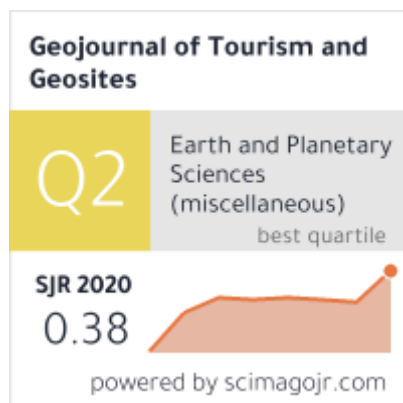 Geojournal of Tourism and
Geosites
Q2
Earth and Planetary
Sciences
(miscellaneous)
best quartile
SJR 2020
0.38
powered by scimagojr.com